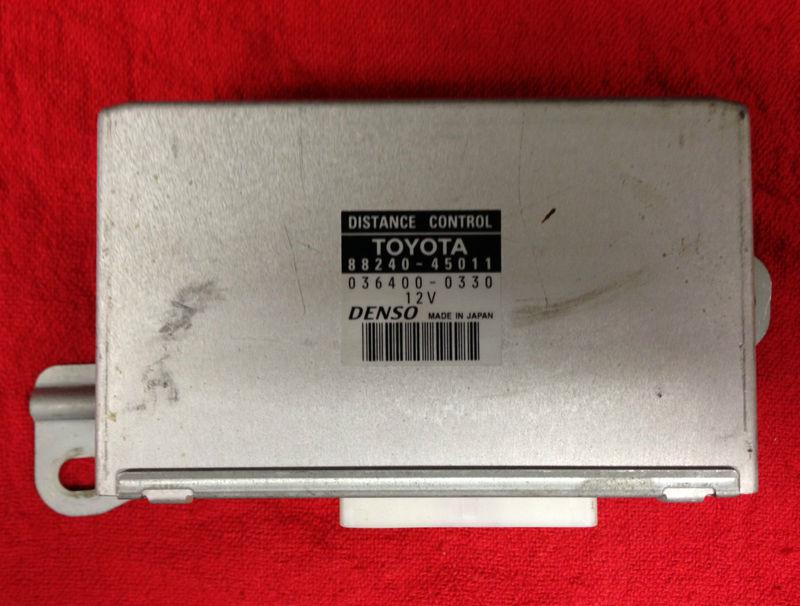 DISTANCE CONTROL
TOYOTA
88240-45011
036400-0330
12V
DENSO MADE IN JAPAN